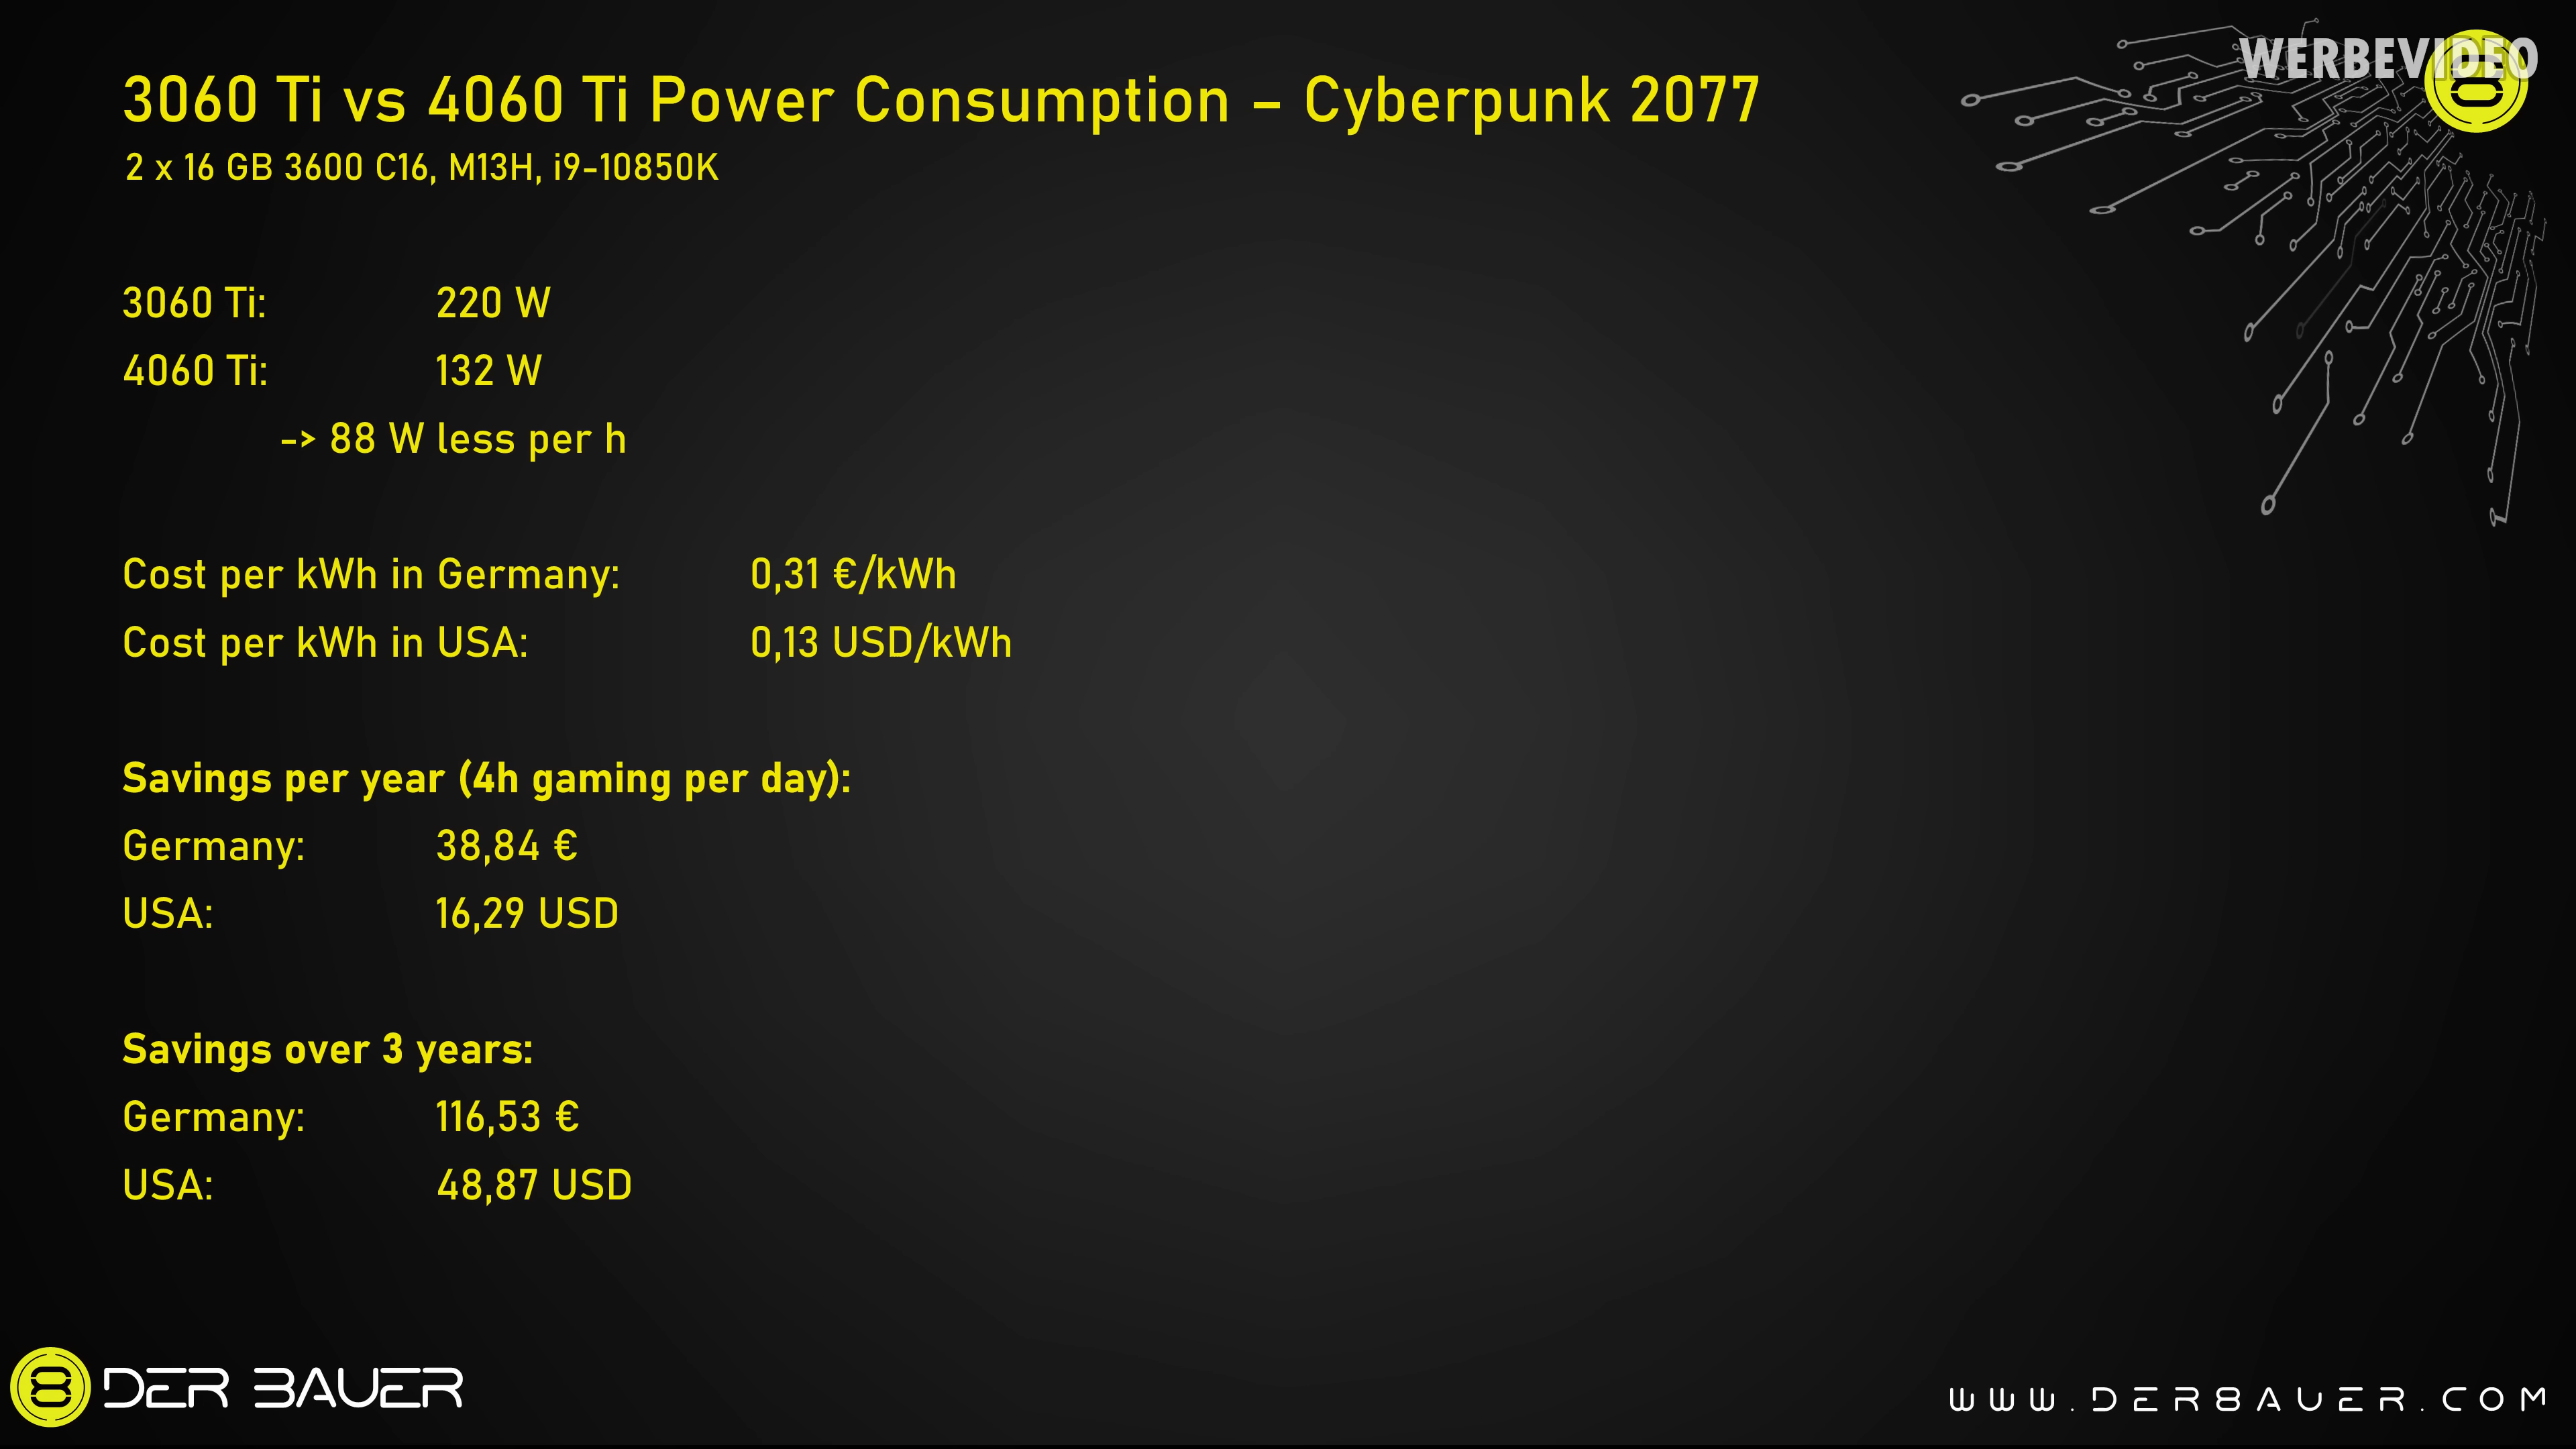 WERBEVIDEO
3060 Ti vs 4060 Ti Power Consumption – Cyberpunk 2077
2 x 16 GB 3600 C16, M13H, i9-10850K
3060 Ti: 220 W
4060 Ti: 132 W
-> 88 W less per h
Cost per kWh in Germany: 0,31 €/kWh
Cost per kWh in USA: 0,13 USD/kWh
Savings per year (4h gaming per day):
Germany: 38,84 €
USA: 16,29 USD
Savings over 3 years:
Germany: 116,53 €
USA: 48,87 USD
DER BAUER
WWW.DER8AUER.COM